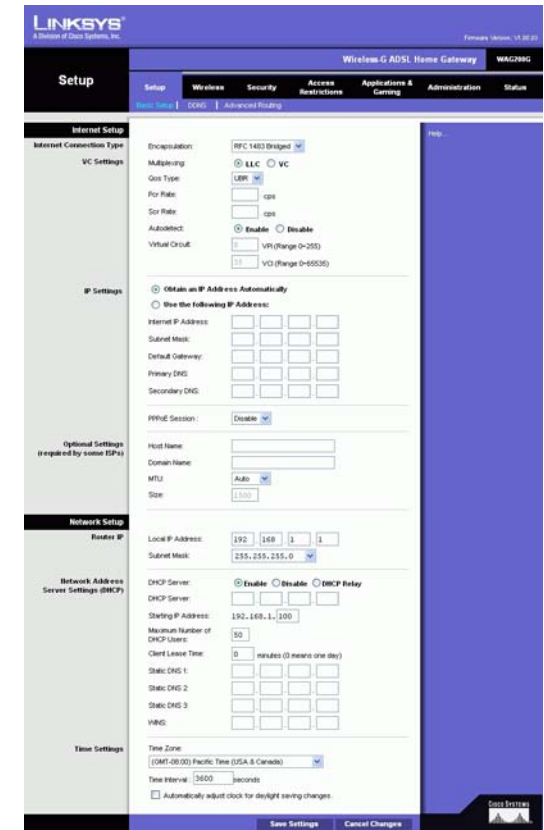 LINKSYS®
A Division of Cisco Systems, Inc.
Firmware Version: V1.00.03
Wireless-G ADSL Home Gateway WAG200G
Setup
Setup Wireless Security Access Restrictions Applications & Gaming Administration Status
Basic Setup | DDNS | Advanced Routing
Internet Setup
Help...
Internet Connection Type Encapsulation: RFC 1483 Bridged
VC Settings Multiplexing: LLC VC
Qos Type: UBR
Pcr Rate: cps
Scr Rate: cps
Autodetect: Enable Disable
Virtual Circuit: VPI (Range 0~255)
35 VCI (Range 0~65535)
IP Settings Obtain an IP Address Automatically
Use the following IP Address:
Internet IP Address:
Subnet Mask:
Default Gateway:
Primary DNS:
Secondary DNS:
PPPoE Session : Disable
Optional Settings (required by some ISPs) Host Name:
Domain Name:
MTU: Auto
Size: 1500
Network Setup
Router IP Local IP Address: 192 . 168 . 1 . 1
Subnet Mask: 255.255.255.0
Network Address Server Settings (DHCP) DHCP Server: Enable Disable DHCP Relay
DHCP Server:
Starting IP Address: 192.168.1. 100
Maximum Number of DHCP Users: 50
Client Lease Time: 0 minutes (0 means one day)
Static DNS 1:
Static DNS 2:
Static DNS 3:
WINS:
Time Settings Time Zone:
(GMT-08:00) Pacific Time (USA & Canada)
Time Interval : 3600 seconds
Automatically adjust clock for daylight saving changes.
Save Settings Cancel Changes
Cisco Systems